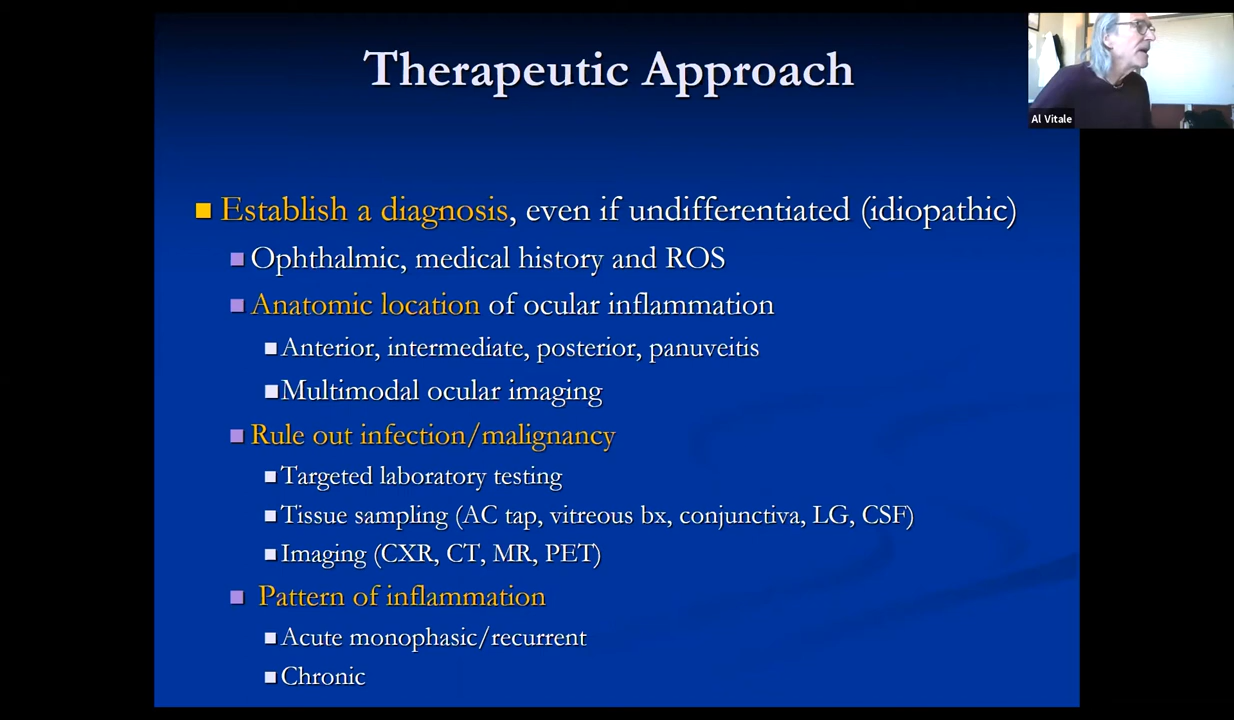 Therapeutic Approach
Al Vitale
Establish a diagnosis, even if undifferentiated (idiopathic)
Ophthalmic, medical history and ROS
Anatomic location of ocular inflammation
Anterior, intermediate, posterior, panuveitis
Multimodal ocular imaging
Rule out infection/malignancy
Targeted laboratory testing
Tissue sampling (AC tap, vitreous bx, conjunctiva, LG, CSF)
Imaging (CXR, CT, MR, PET)
Pattern of inflammation
Acute monophasic/recurrent
Chronic